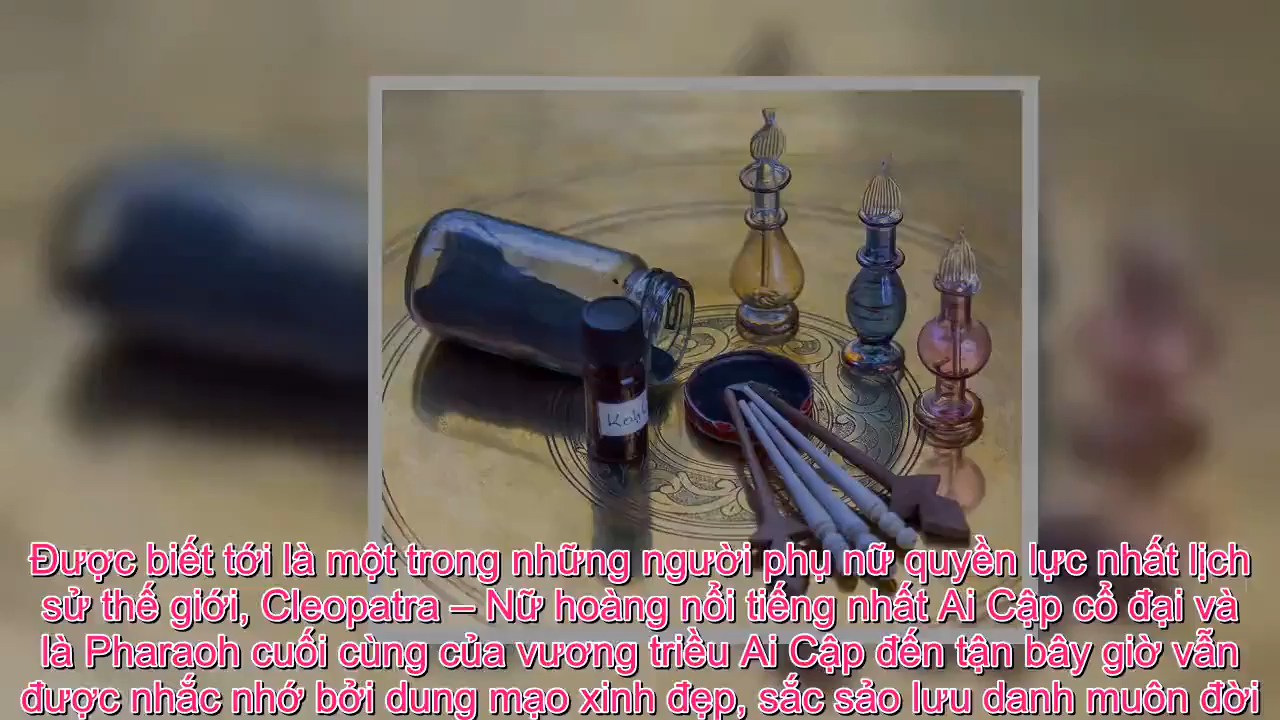 Kohl
Được biết tới là một trong những người phụ nữ quyền lực nhất lịch
sử thế giới, Cleopatra – Nữ hoàng nổi tiếng nhất Ai Cập cổ đại và
là Pharaoh cuối cùng của vương triều Ai Cập đến tận bây giờ vẫn
được nhắc nhớ bởi dung mạo xinh đẹp, sắc sảo lưu danh muôn đời